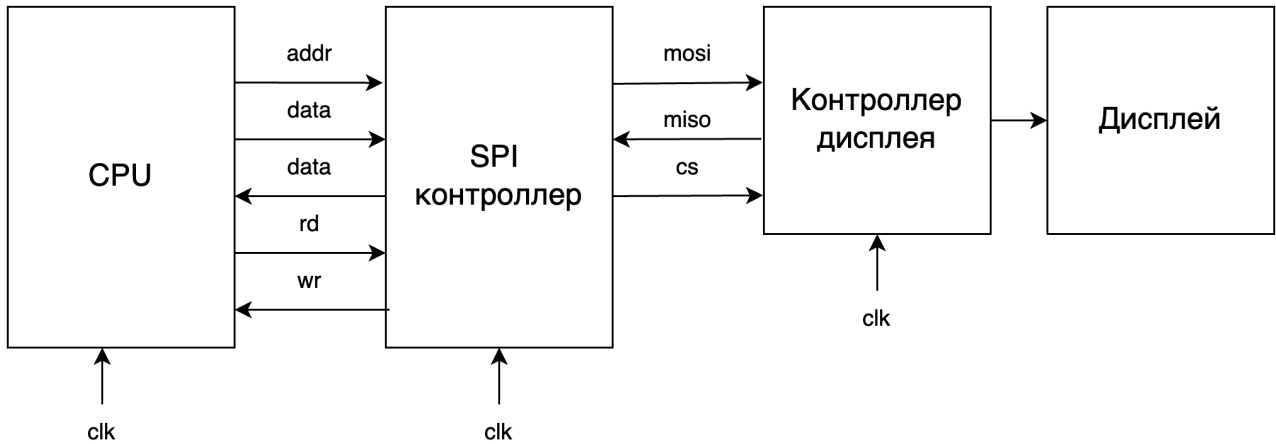 CPU
addr
data
data
rd
wr
SPI
контроллер
mosi
miso
cs
Контроллер
дисплея
Дисплей
clk
clk
clk